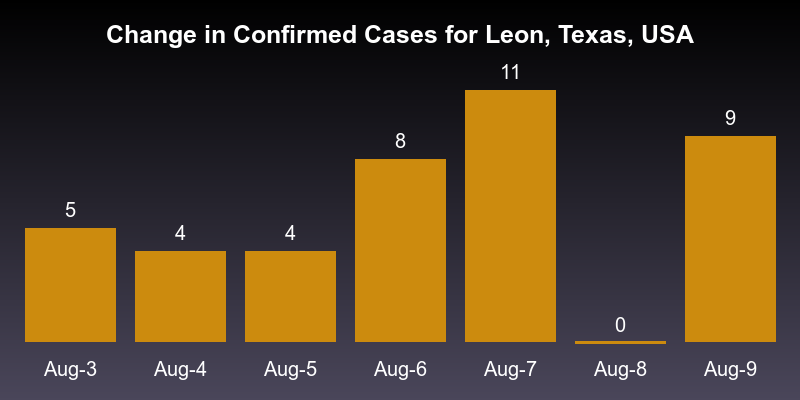 Change in Confirmed Cases for Leon, Texas, USA
5 4 4 8 11 0 9
Aug-3 Aug-4 Aug-5 Aug-6 Aug-7 Aug-8 Aug-9